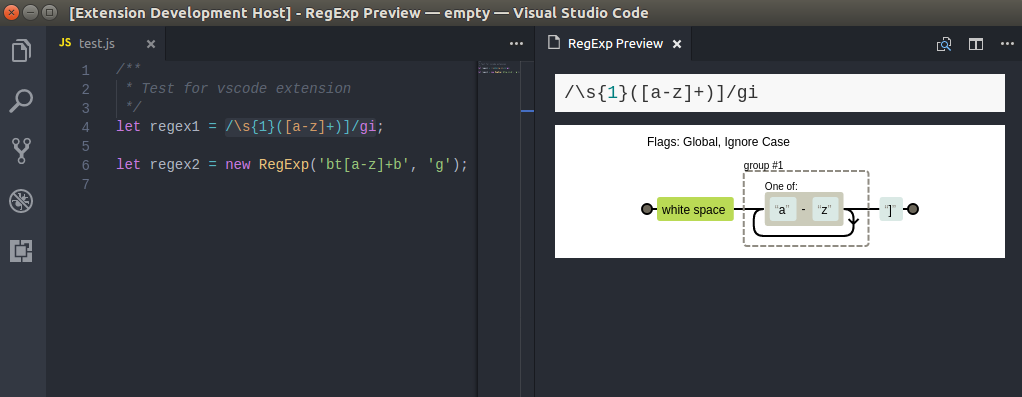 [Extension Development Host] - RegExp Preview — empty — Visual Studio Code
JS test.js
1 /**
2 * Test for vscode extension
3 */
4 let regex1 = /\s{1}([a-z]+)]/gi;
5
6 let regex2 = new RegExp('bt[a-z]+b', 'g');
7
RegExp Preview
/\s{1}([a-z]+)]/gi
Flags: Global, Ignore Case
group #1
One of:
white space “a” - “z” “]”